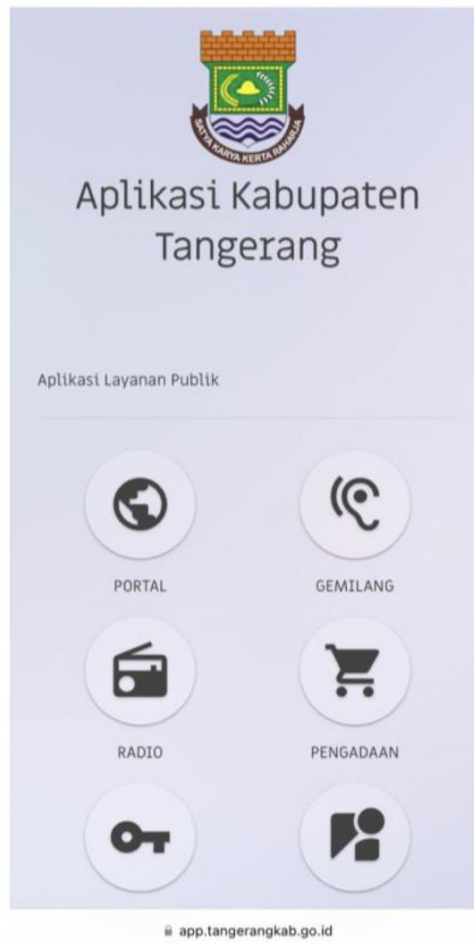 SATYA KARYA KERTA RAHARJA
Aplikasi Kabupaten
Tangerang
Aplikasi Layanan Publik
PORTAL
GEMILANG
RADIO
PENGADAAN
app.tangerangkab.go.id